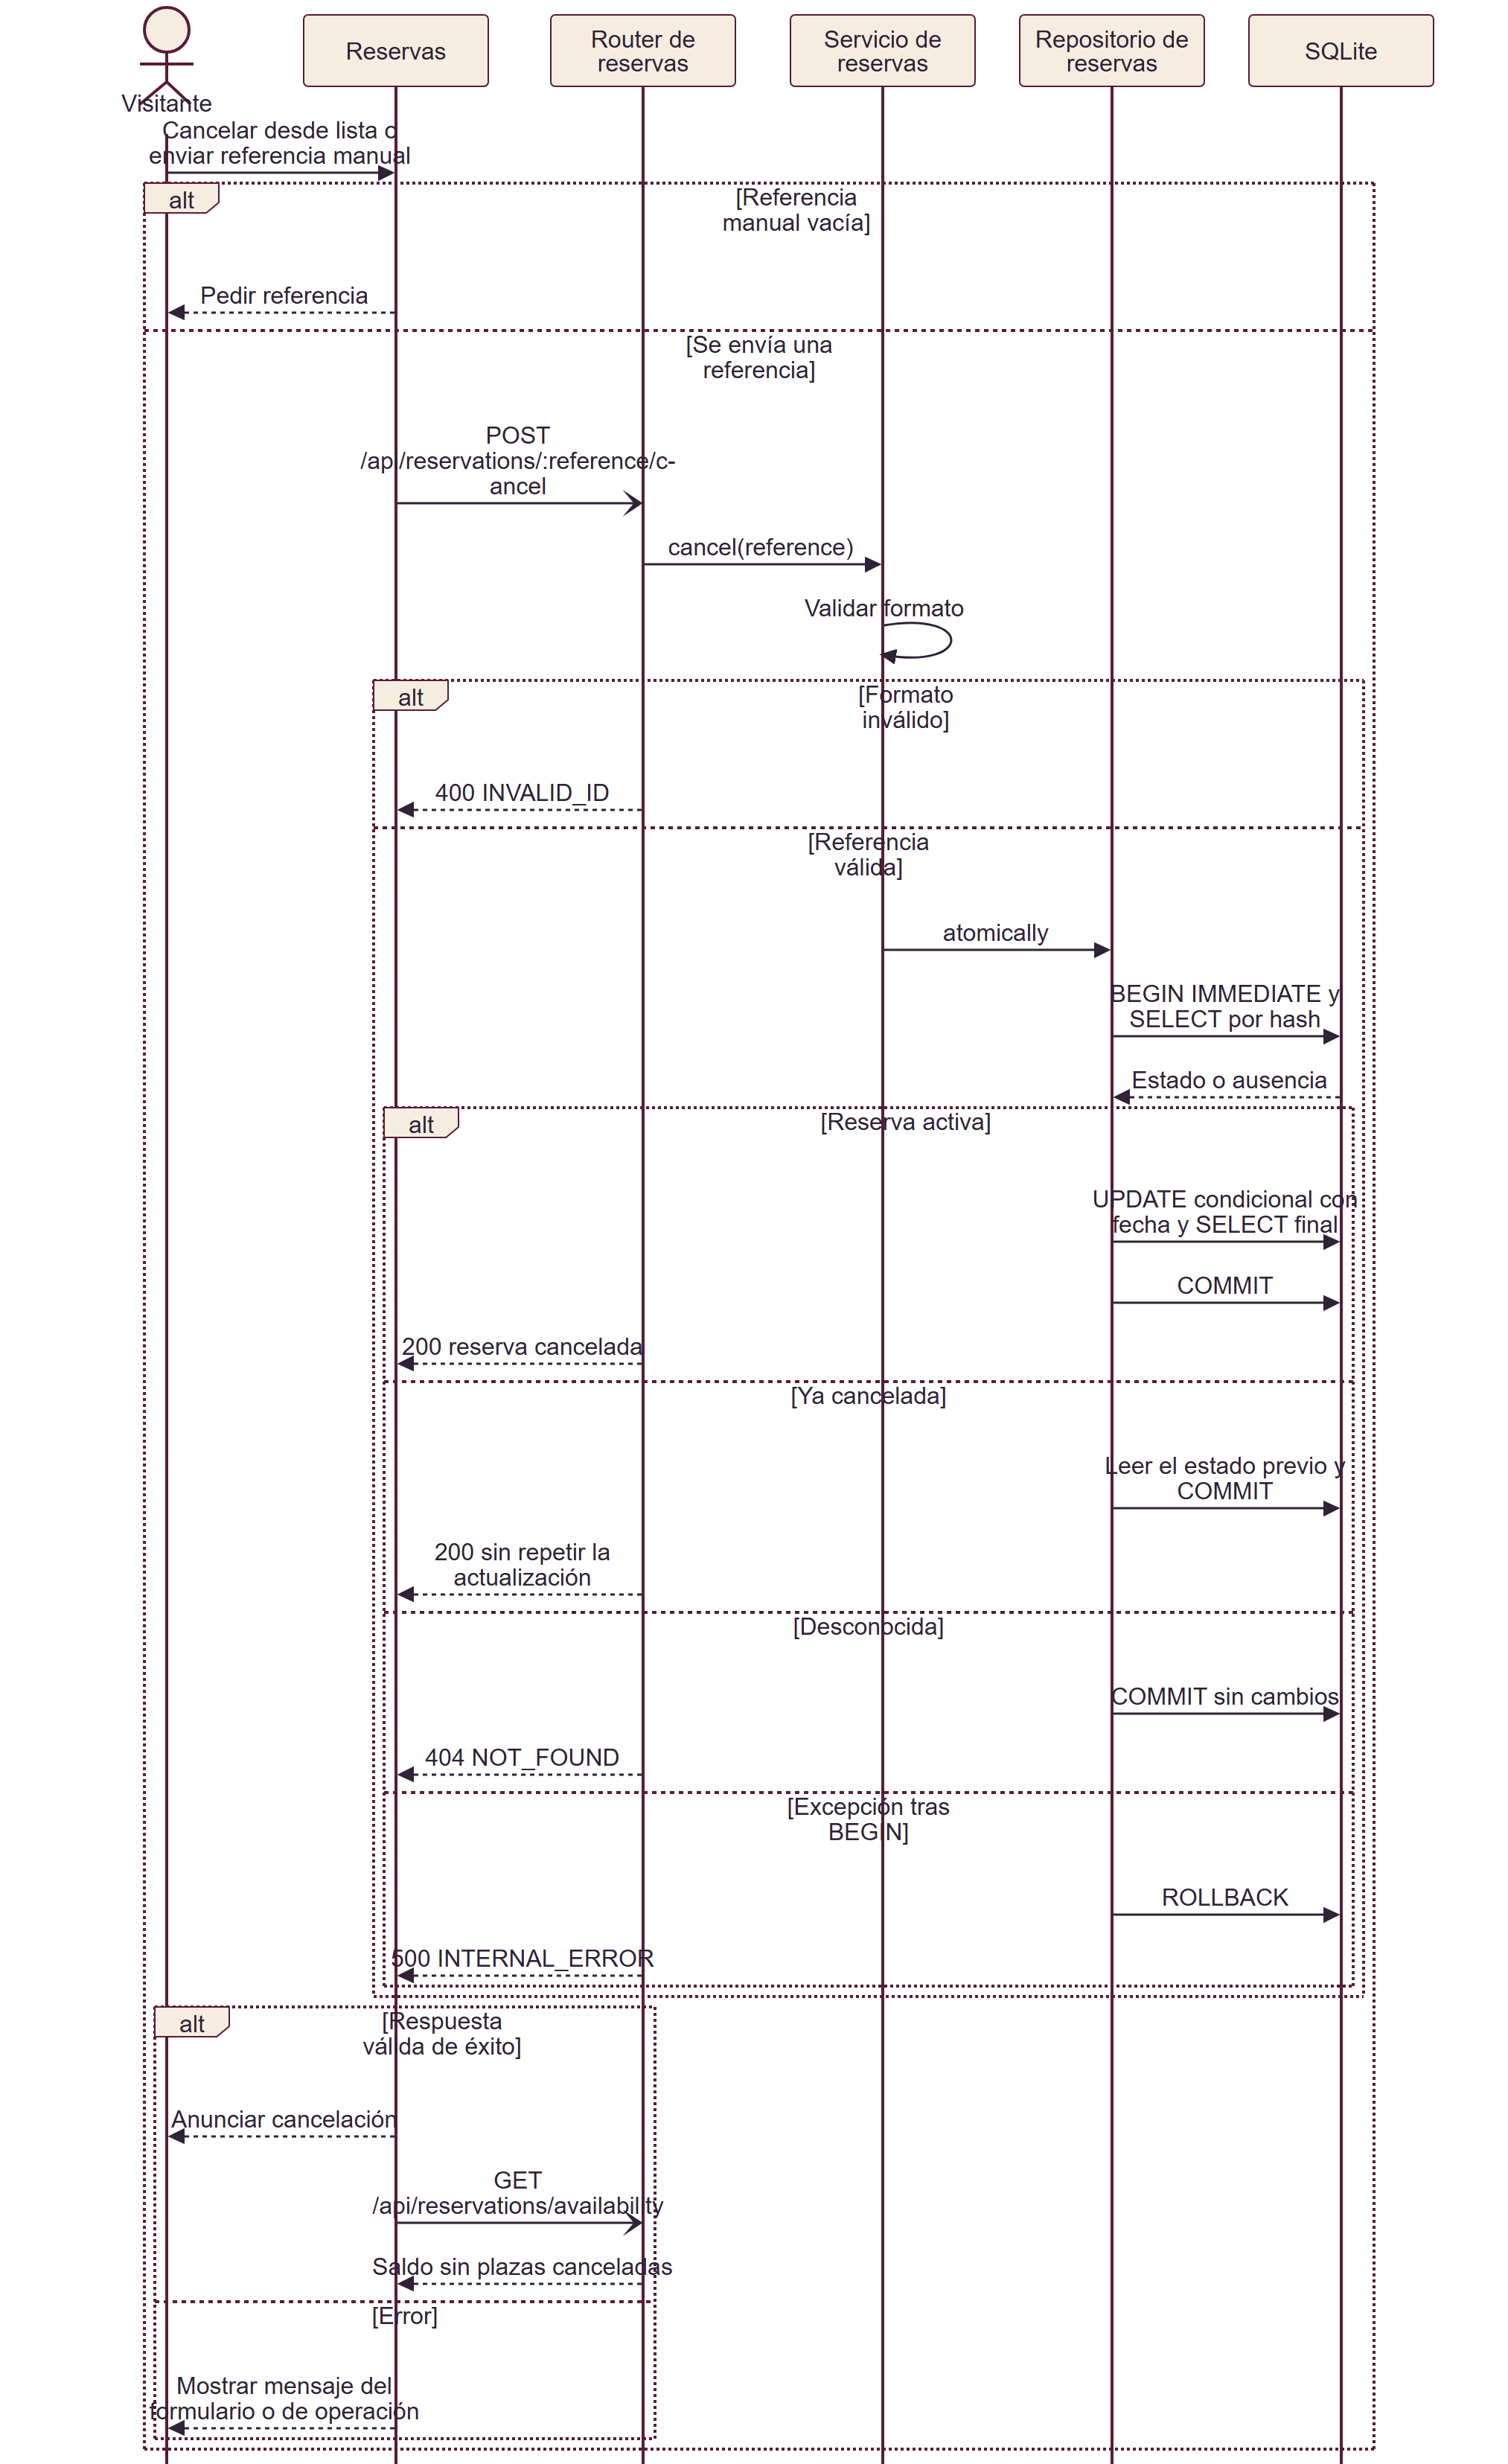 Visitante
Reservas
Router de
reservas
Servicio de
reservas
Repositorio de
reservas
SQLite
Cancelar desde lista o
enviar referencia manual
alt
[Referencia
manual vacía]
Pedir referencia
[Se envía una
referencia]
POST
/api/reservations/:reference/c-
ancel
cancel(reference)
Validar formato
alt
[Formato
inválido]
400 INVALID_ID
[Referencia
válida]
atomically
BEGIN IMMEDIATE y
SELECT por hash
Estado o ausencia
alt
[Reserva activa]
UPDATE condicional con
fecha y SELECT final
COMMIT
200 reserva cancelada
[Ya cancelada]
Leer el estado previo y
COMMIT
200 sin repetir la
actualización
[Desconocida]
COMMIT sin cambios
404 NOT_FOUND
[Excepción tras
BEGIN]
ROLLBACK
500 INTERNAL_ERROR
alt
[Respuesta
válida de éxito]
Anunciar cancelación
GET
/api/reservations/availability
Saldo sin plazas canceladas
[Error]
Mostrar mensaje del
formulario o de operación